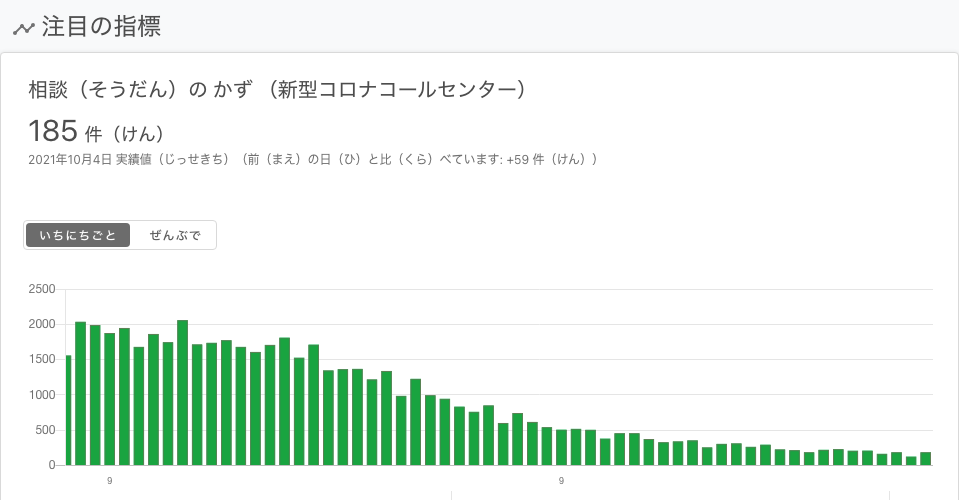 注目の指標
相談（そうだん）の かず （新型コロナコールセンター）
185 件（けん）
2021年10月4日 実績値（じっせきち）（前（まえ）の日（ひ）と比（くら）べています: +59 件（けん））
いちにちごと ぜんぶで
2500
2000
1500
1000
500
0
9 9